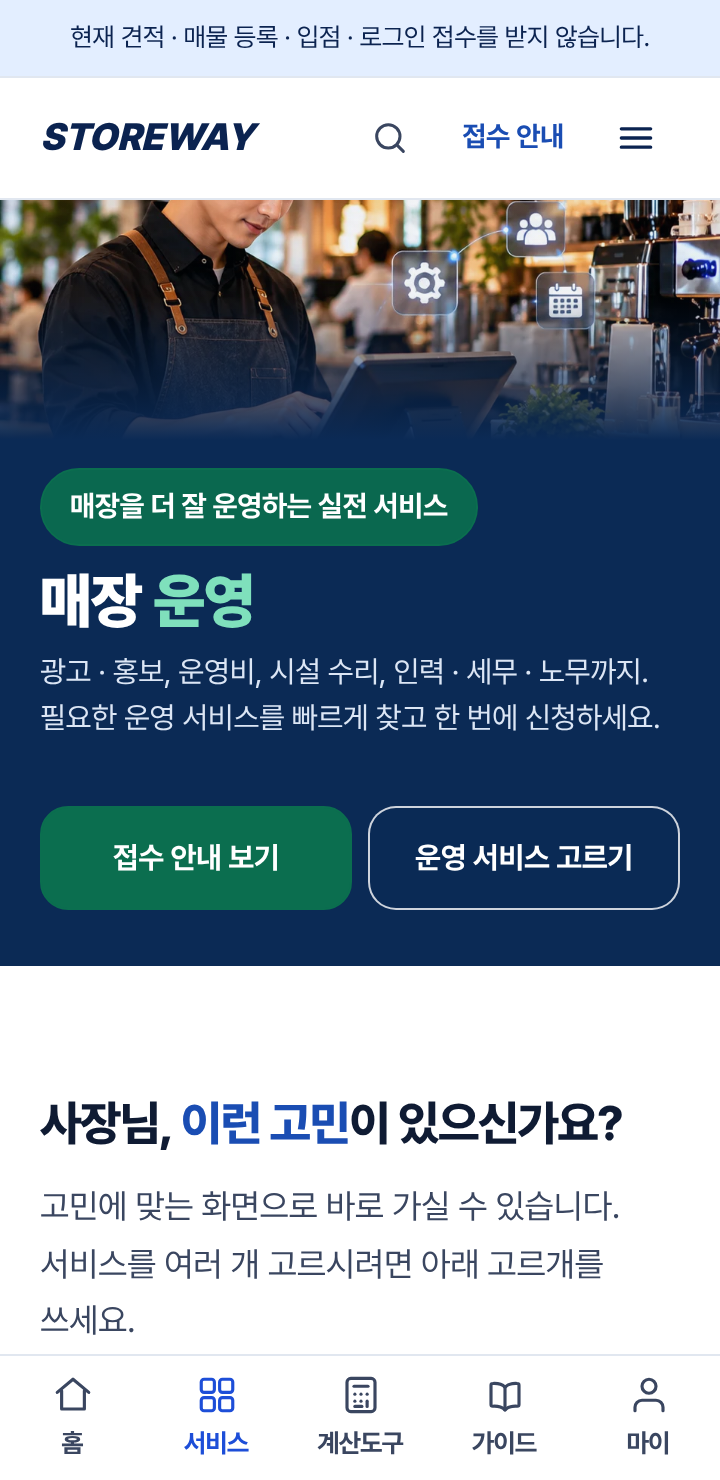 현재 견적 · 매물 등록 · 입점 · 로그인 접수를 받지 않습니다.
STOREWAY
접수 안내
매장을 더 잘 운영하는 실전 서비스
매장 운영
광고 · 홍보, 운영비, 시설 수리, 인력 · 세무 · 노무까지.
필요한 운영 서비스를 빠르게 찾고 한 번에 신청하세요.
접수 안내 보기
운영 서비스 고르기
사장님, 이런 고민이 있으신가요?
고민에 맞는 화면으로 바로 가실 수 있습니다.
서비스를 여러 개 고르시려면 아래 고르개를
쓰세요.
홈
서비스
계산도구
가이드
마이